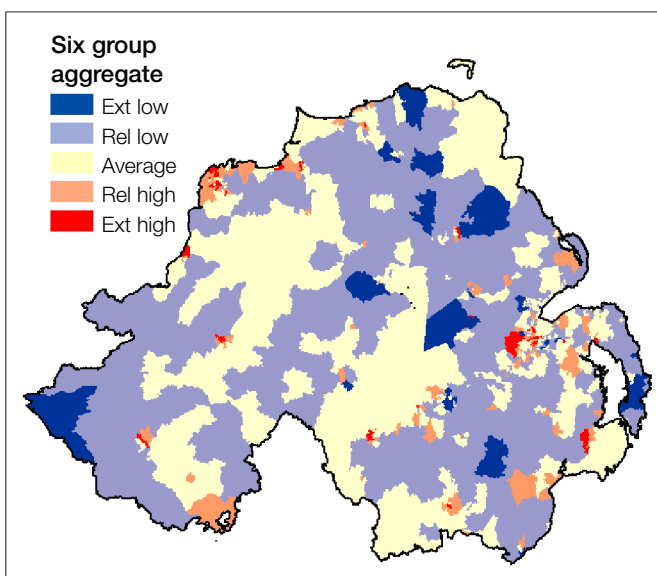 Six group
aggregate
Ext low
Rel low
Average
Rel high
Ext high